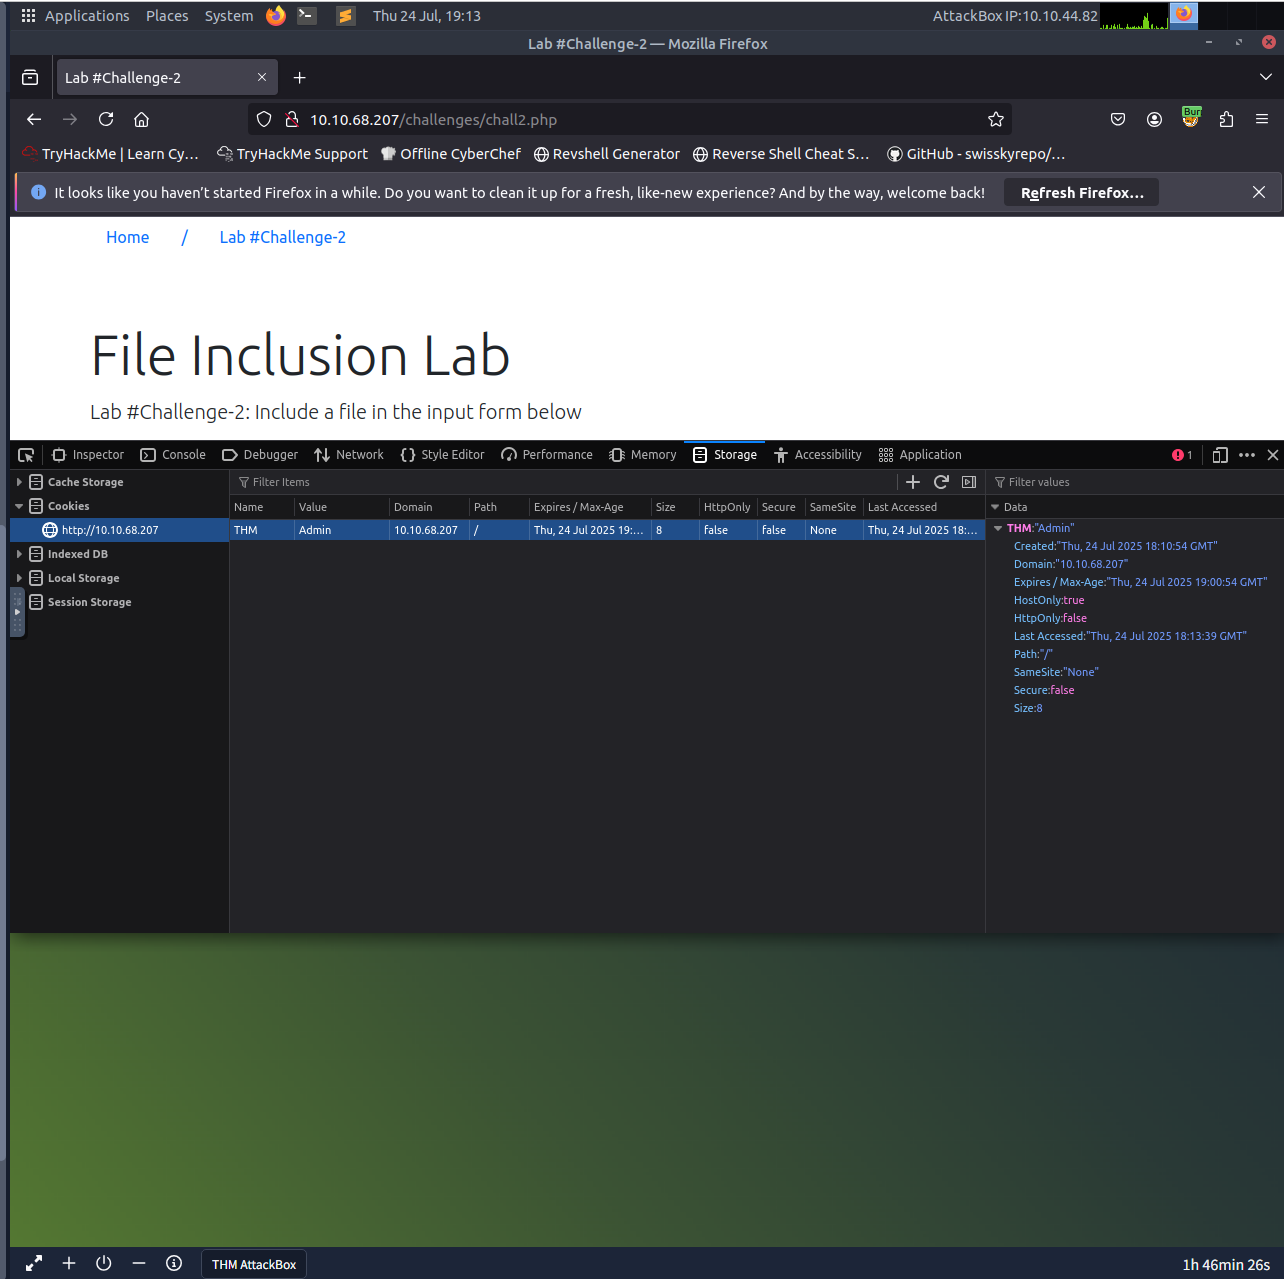 Applications Places System Thu 24 Jul, 19:13 AttackBox IP:10.10.44.82
Lab #Challenge-2 — Mozilla Firefox
Lab #Challenge-2
10.10.68.207/challenges/chall2.php
Burp
TryHackMe | Learn Cy… TryHackMe Support Offline CyberChef Revshell Generator Reverse Shell Cheat S… GitHub - swisskyrepo/…
It looks like you haven’t started Firefox in a while. Do you want to clean it up for a fresh, like-new experience? And by the way, welcome back! Refresh Firefox…
Home / Lab #Challenge-2
File Inclusion Lab
Lab #Challenge-2: Include a file in the input form below
Inspector Console Debugger Network Style Editor Performance Memory Storage Accessibility Application 1
Cache Storage Filter Items Filter values
Cookies Name Value Domain Path Expires / Max-Age Size HttpOnly Secure SameSite Last Accessed Data
http://10.10.68.207 THM Admin 10.10.68.207 / Thu, 24 Jul 2025 19:… 8 false false None Thu, 24 Jul 2025 18:… THM:"Admin"
Created:"Thu, 24 Jul 2025 18:10:54 GMT"
Indexed DB
Domain:"10.10.68.207"
Local Storage Expires / Max-Age:"Thu, 24 Jul 2025 19:00:54 GMT"
Session Storage HostOnly:true
HttpOnly:false
Last Accessed:"Thu, 24 Jul 2025 18:13:39 GMT"
Path:"/"
SameSite:"None"
Secure:false
Size:8
THM AttackBox 1h 46min 26s